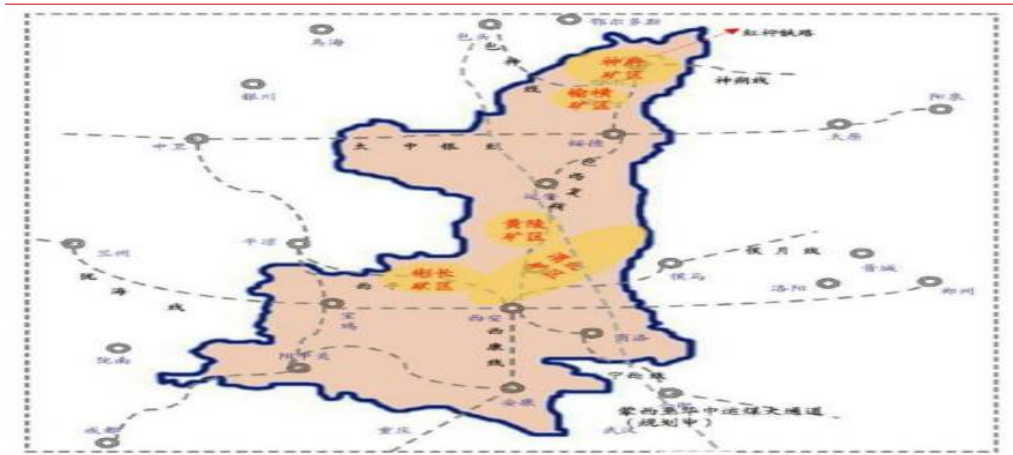 鄂尔多斯
乌海
包头
红柠铁路
包
神
线
神府
矿区
神朔线
银川
榆横
矿区
阳泉
中卫
太中银线
绥德
太原
包
西
复
线
延安
黄陵
矿区
兰州
平凉
侯月线
侯马
晋城
彬长
矿区
渭北
矿区
西
陇
海
线
洛阳
郑州
宝
鸡
西安
西
康
线
商洛
陇南
阳平关
宁西线
安康
蒙西至华中运煤大通道
（规划中）
成都
重庆
武汉